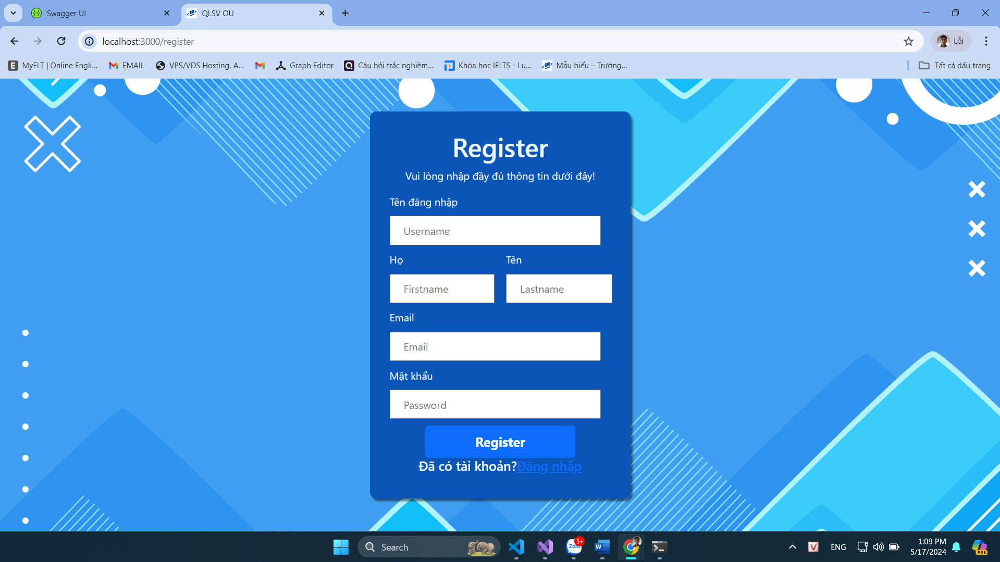 Swagger UI
QLSV OU
localhost:3000/register
Lỗi
MyELT | Online Engli...
EMAIL
VPS/VDS Hosting. A...
Graph Editor
Câu hỏi trắc nghiệm...
Khóa học IELTS - Lu...
Mẫu biểu – Trường...
Tất cả dấu trang
Register
Vui lòng nhập đầy đủ thông tin dưới đây!
Tên đăng nhập
Username
Họ
Tên
Firstname
Lastname
Email
Email
Mật khẩu
Password
Register
Đã có tài khoản?Đăng nhập
Search
Zalo
5+
ENG
1:09 PM
5/17/2024
PRE